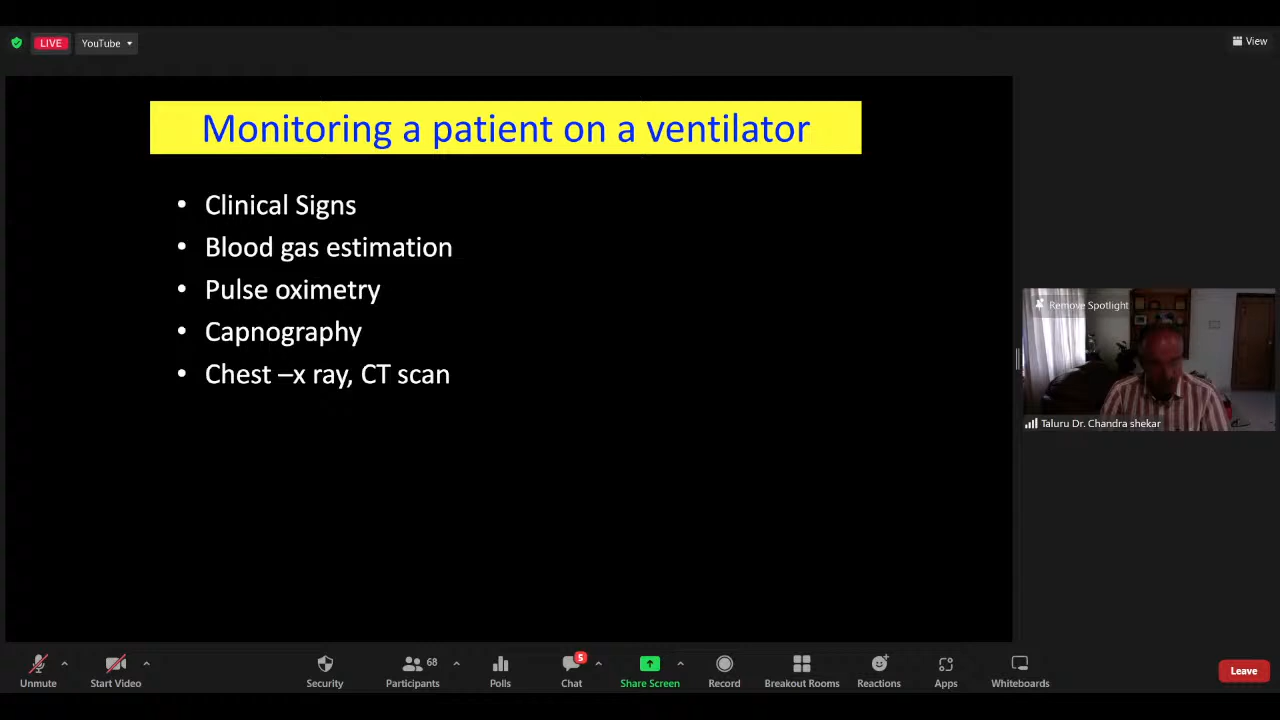 LIVE
YouTube
View
Monitoring a patient on a ventilator
• Clinical Signs
• Blood gas estimation
• Pulse oximetry
• Capnography
• Chest –x ray, CT scan
Remove Spotlight
Taluru Dr. Chandra shekar
68
5
Unmute
Start Video
Security
Participants
Polls
Chat
Share Screen
Record
Breakout Rooms
Reactions
Apps
Whiteboards
Leave